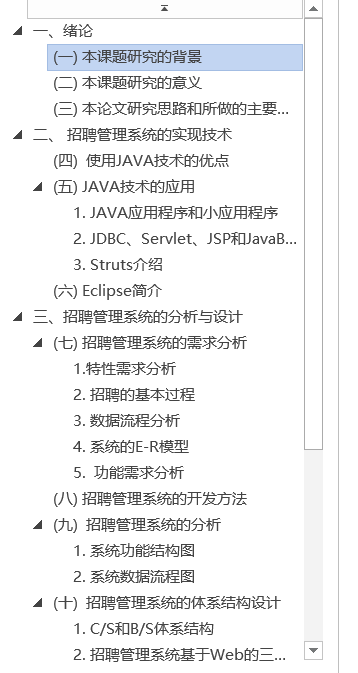 一、绪论
(一) 本课题研究的背景
(二) 本课题研究的意义
(三) 本论文研究思路和所做的主要...
二、 招聘管理系统的实现技术
(四)  使用JAVA技术的优点
(五) JAVA技术的应用
1. JAVA应用程序和小应用程序
2. JDBC、Servlet、JSP和JavaB...
3. Struts介绍
(六) Eclipse简介
三、招聘管理系统的分析与设计
(七) 招聘管理系统的需求分析
1.特性需求分析
2. 招聘的基本过程
3. 数据流程分析
4. 系统的E-R模型
5.  功能需求分析
(八) 招聘管理系统的开发方法
(九)  招聘管理系统的分析
1. 系统功能结构图
2. 系统数据流程图
(十)  招聘管理系统的体系结构设计
1. C/S和B/S体系结构
2. 招聘管理系统基于Web的三...